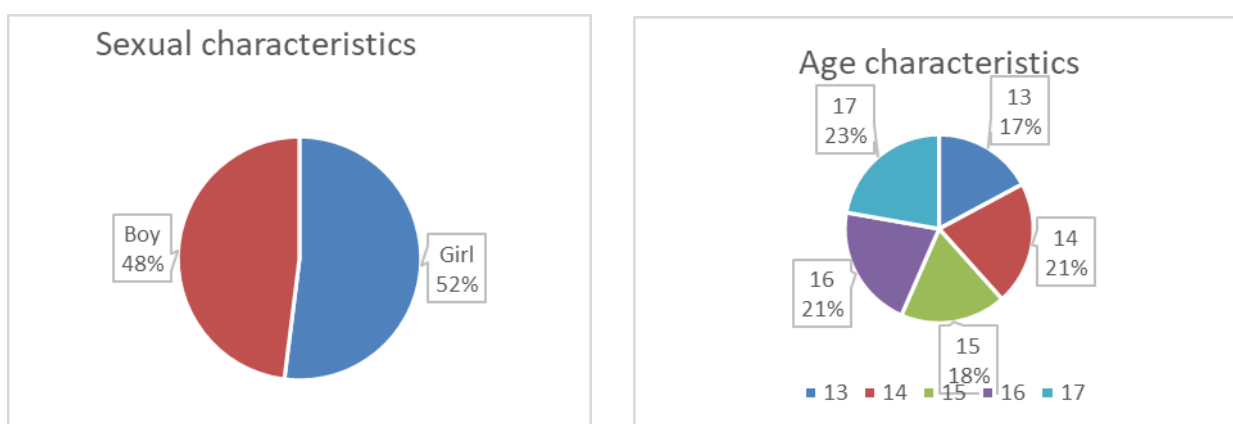 Sexual characteristics
Boy
48%
Girl
52%
Age characteristics
17
23%
13
17%
14
21%
16
21%
15
18%
13 14 15 16 17